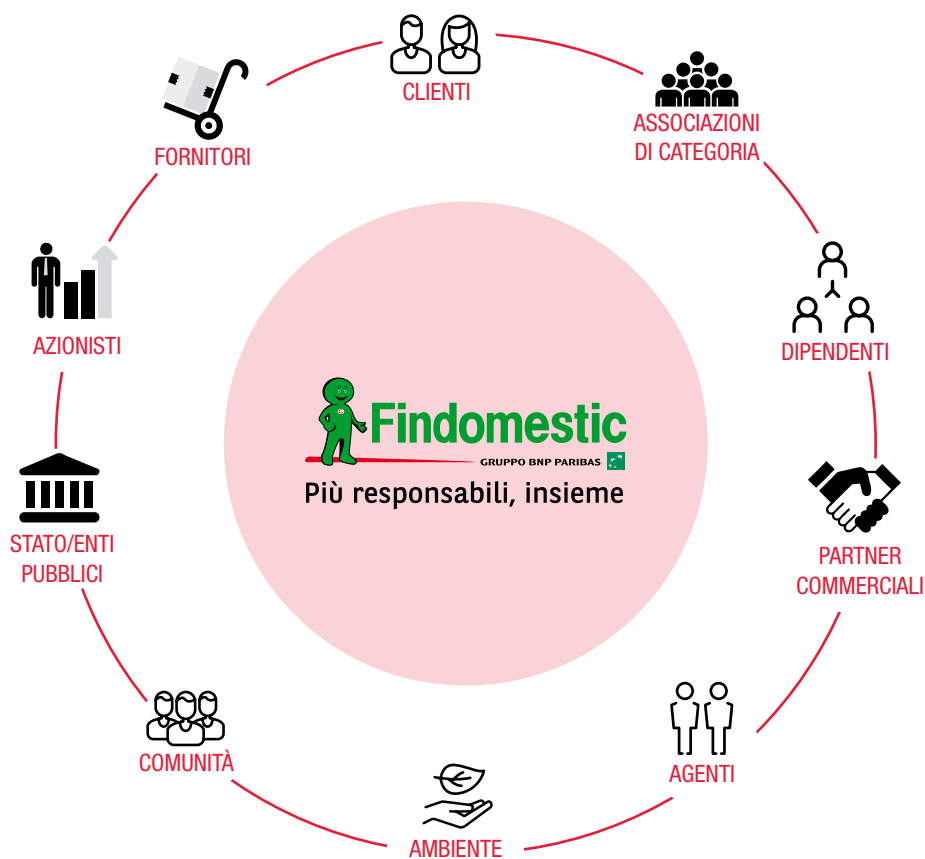 CLIENTI
ASSOCIAZIONI
DI CATEGORIA
DIPENDENTI
PARTNER
COMMERCIALI
AGENTI
AMBIENTE
COMUNITÀ
STATO/ENTI
PUBBLICI
AZIONISTI
FORNITORI
Findomestic
GRUPPO BNP PARIBAS
Più responsabili, insieme